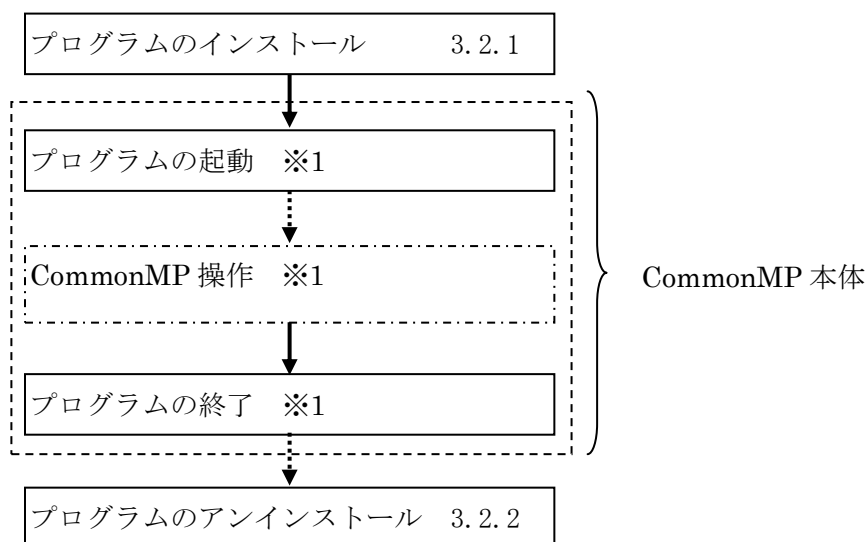 プログラムのインストール 3.2.1
プログラムの起動 ※1
CommonMP 操作 ※1
CommonMP 本体
プログラムの終了 ※1
プログラムのアンインストール 3.2.2